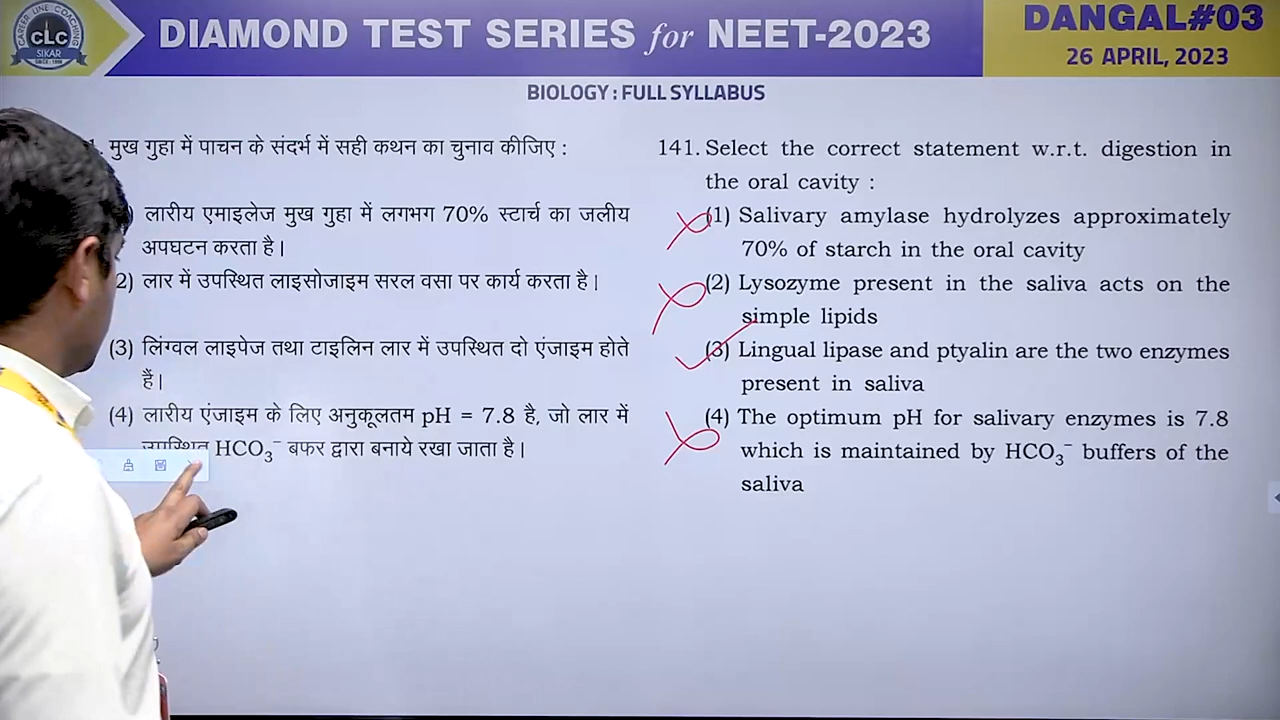 CAREER LINE COACHING
CLC
SIKAR
DIAMOND TEST SERIES for NEET-2023
DANGAL#03
26 APRIL, 2023
BIOLOGY : FULL SYLLABUS
मुख गुहा में पाचन के संदर्भ में सही कथन का चुनाव कीजिए :
लारीय एमाइलेज मुख गुहा में लगभग 70% स्टार्च का जलीय
अपघटन करता है।
2) लार में उपस्थित लाइसोजाइम सरल वसा पर कार्य करता है।
(3) लिंग्वल लाइपेज तथा टाइलिन लार में उपस्थित दो एंजाइम होते
हैं।
(4) लारीय एंजाइम के लिए अनुकूलतम pH = 7.8 है, जो लार में
उपस्थित HCO₃⁻ बफर द्वारा बनाये रखा जाता है।
141. Select the correct statement w.r.t. digestion in
the oral cavity :
(1) Salivary amylase hydrolyzes approximately
70% of starch in the oral cavity
(2) Lysozyme present in the saliva acts on the
simple lipids
(3) Lingual lipase and ptyalin are the two enzymes
present in saliva
(4) The optimum pH for salivary enzymes is 7.8
which is maintained by HCO₃⁻ buffers of the
saliva